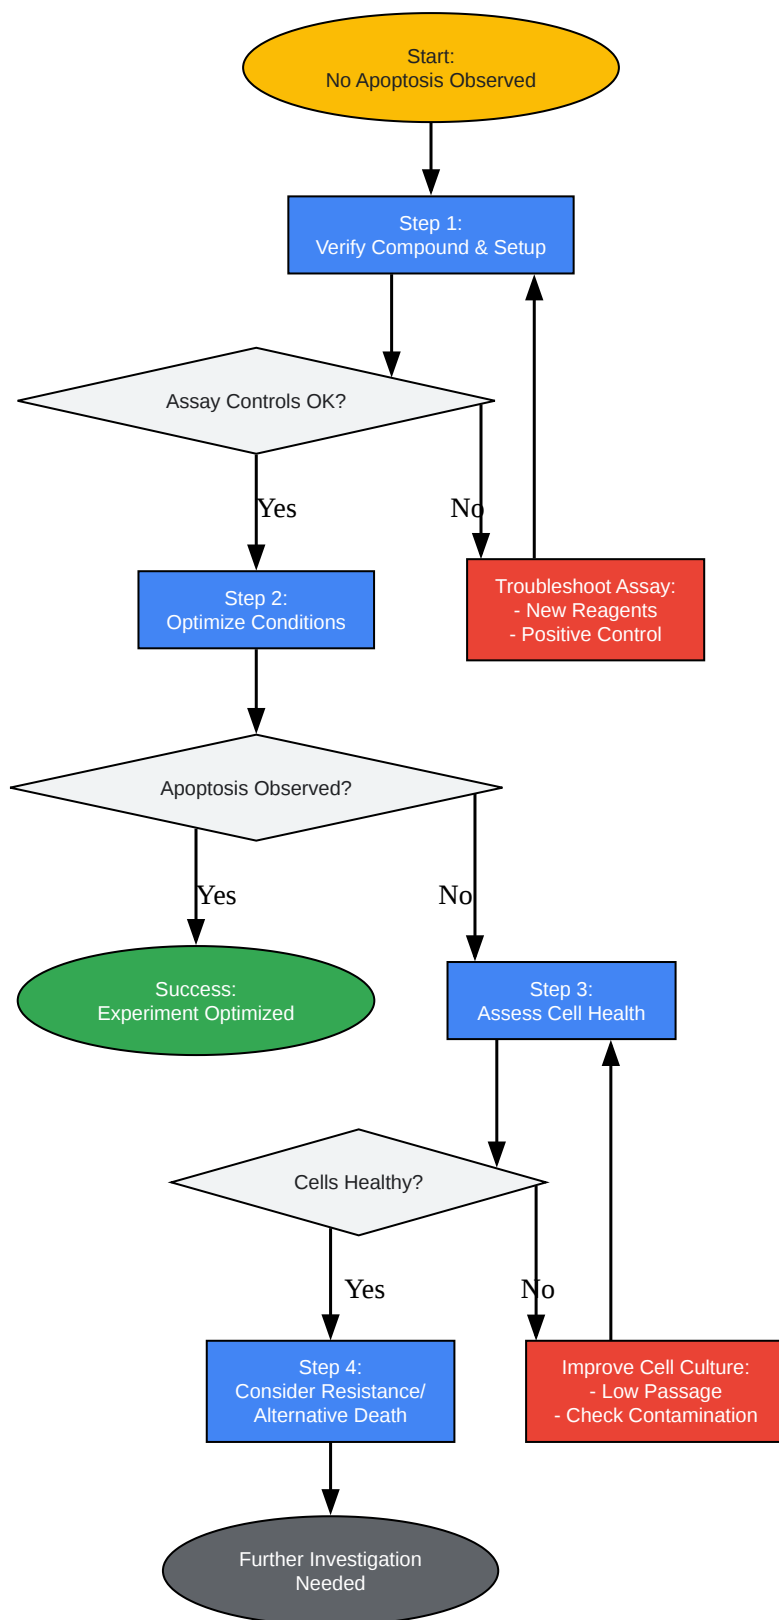 Start:
No Apoptosis Observed
Step 1:
Verify Compound & Setup
Assay Controls OK?
Yes
No
Step 2:
Optimize Conditions
Troubleshoot Assay:
- New Reagents
- Positive Control
Apoptosis Observed?
Yes
No
Success:
Experiment Optimized
Step 3:
Assess Cell Health
Cells Healthy?
Yes
No
Step 4:
Consider Resistance/
Alternative Death
Improve Cell Culture:
- Low Passage
- Check Contamination
Further Investigation
Needed